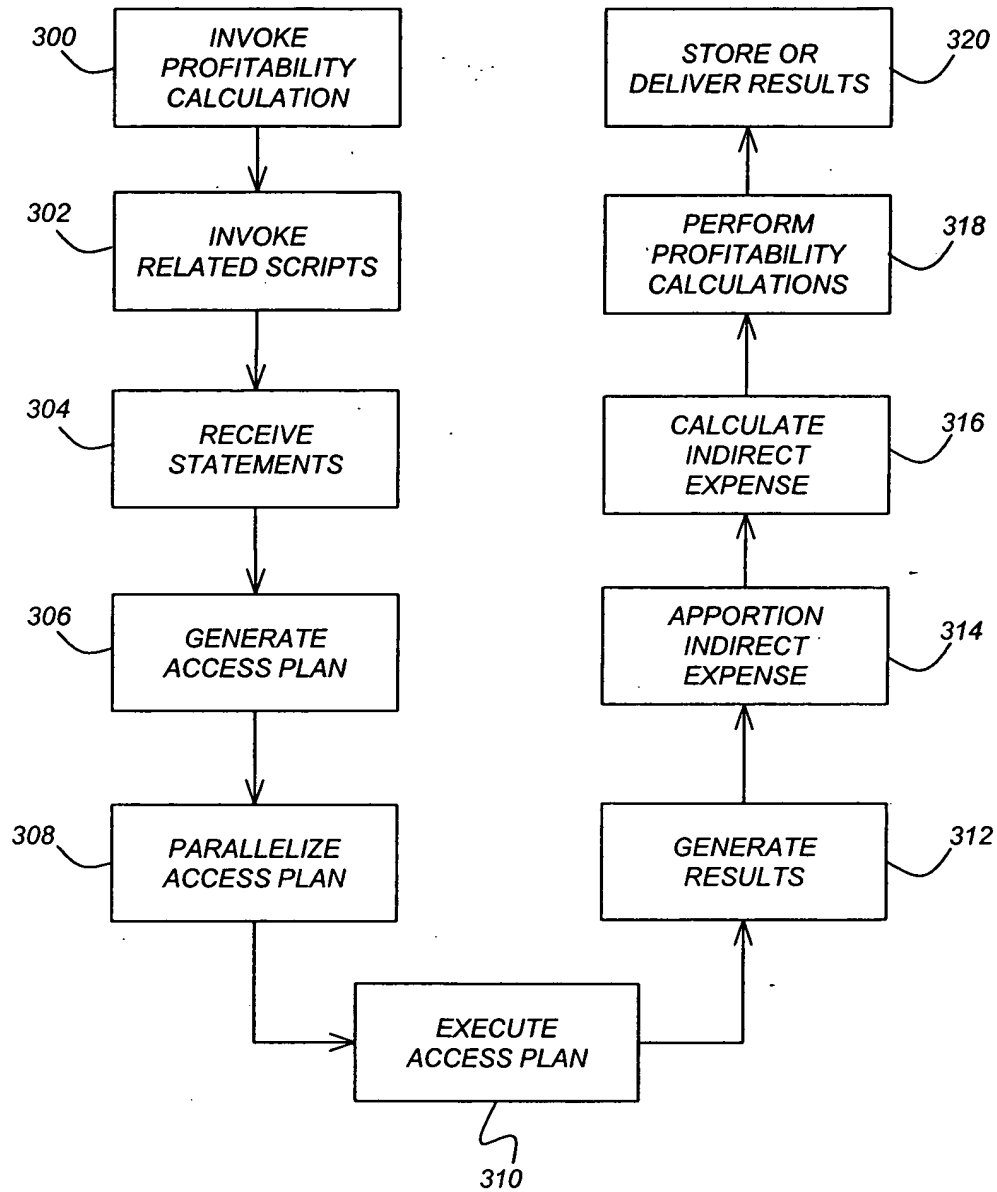 300
INVOKE
PROFITABILITY
CALCULATION
302
INVOKE
RELATED SCRIPTS
304
RECEIVE
STATEMENTS
306
GENERATE
ACCESS PLAN
308
PARALLELIZE
ACCESS PLAN
EXECUTE
ACCESS PLAN
310
GENERATE
RESULTS
312
APPORTION
INDIRECT
EXPENSE
314
CALCULATE
INDIRECT
EXPENSE
316
PERFORM
PROFITABILITY
CALCULATIONS
318
STORE OR
DELIVER RESULTS
320